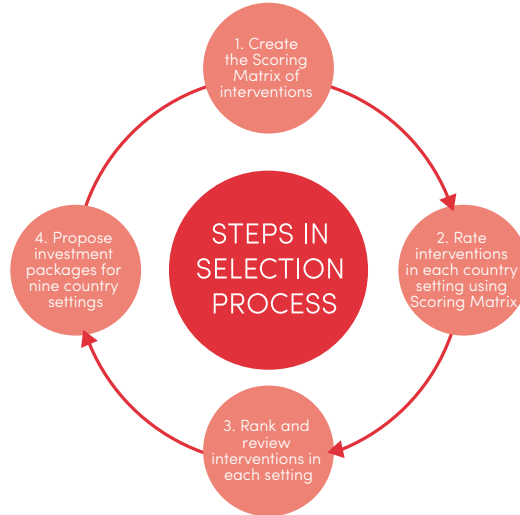 1. Create
the Scoring
Matrix of
interventions
STEPS IN
SELECTION
PROCESS
2. Rate
interventions
in each country
setting using
Scoring Matrix
3. Rank and
review
interventions in
each setting
4. Propose
investment
packages for
nine country
settings